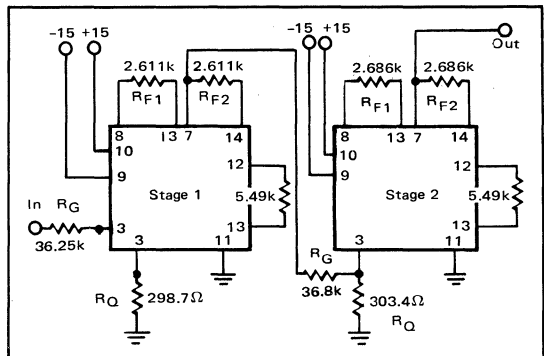 -15 +15
-15 +15
Out
2.611k 2.611k
2.686k 2.686k
RF1 RF2
RF1 RF2
8 13 7 14
8 13 7 14
10 12
10 12
9
9
Stage 1
Stage 2
5.49k
5.49k
In RG
3
13
13
36.25k
3 11
3 11
RG
36.8k
RQ 298.7Ω
303.4Ω
RQ